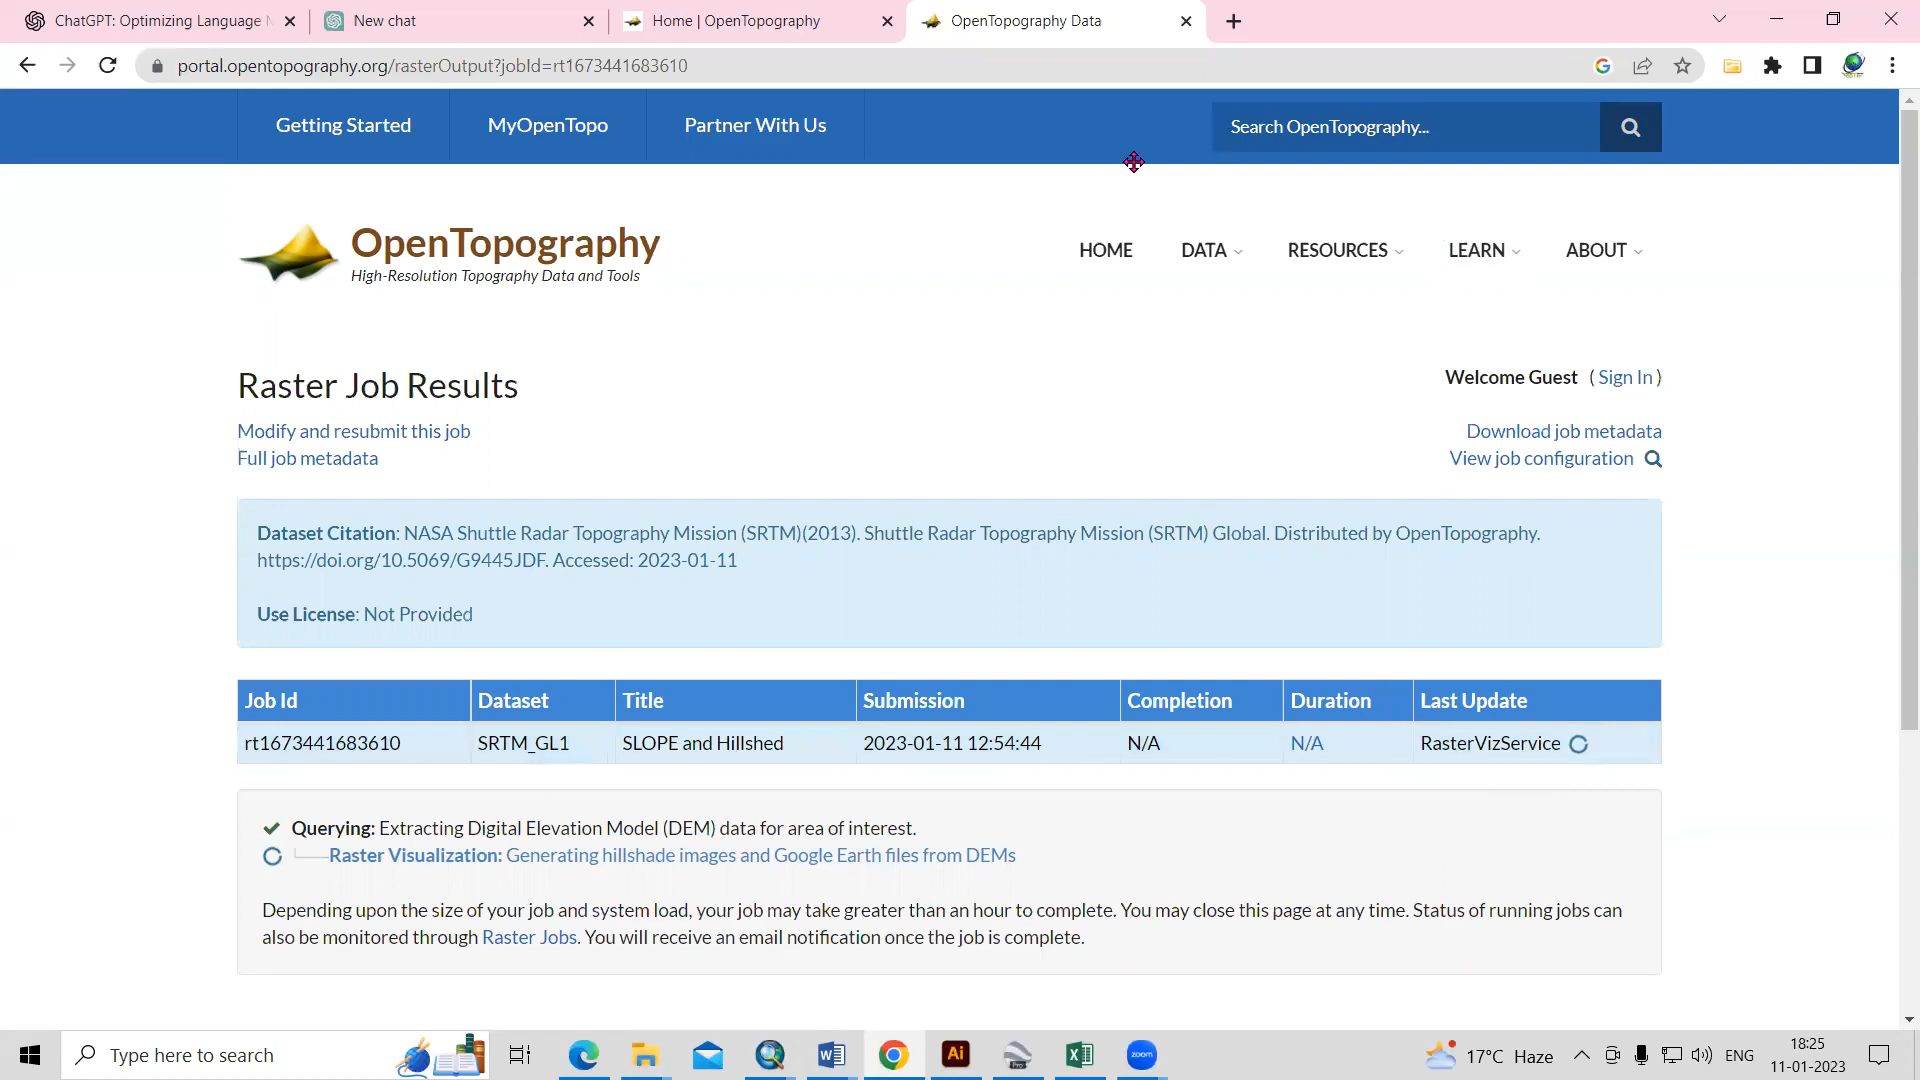 ChatGPT: Optimizing Language
New chat
Home | OpenTopography
OpenTopography Data
portal.opentopography.org/rasterOutput?jobId=rt1673441683610
Getting Started
MyOpenTopo
Partner With Us
Search OpenTopography...
OpenTopography
High-Resolution Topography Data and Tools
HOME
DATA
RESOURCES
LEARN
ABOUT
Raster Job Results
Welcome Guest ( Sign In )
Modify and resubmit this job
Download job metadata
Full job metadata
View job configuration
Dataset Citation: NASA Shuttle Radar Topography Mission (SRTM)(2013). Shuttle Radar Topography Mission (SRTM) Global. Distributed by OpenTopography.
https://doi.org/10.5069/G9445JDF. Accessed: 2023-01-11
Use License: Not Provided
Job Id Dataset Title Submission Completion Duration Last Update
rt1673441683610 SRTM_GL1 SLOPE and Hillshed 2023-01-11 12:54:44 N/A N/A RasterVizService
Querying: Extracting Digital Elevation Model (DEM) data for area of interest.
Raster Visualization: Generating hillshade images and Google Earth files from DEMs
Depending upon the size of your job and system load, your job may take greater than an hour to complete. You may close this page at any time. Status of running jobs can
also be monitored through Raster Jobs. You will receive an email notification once the job is complete.
Type here to search
Ai
Pro
zoom
17°C Haze
ENG
18:25
11-01-2023